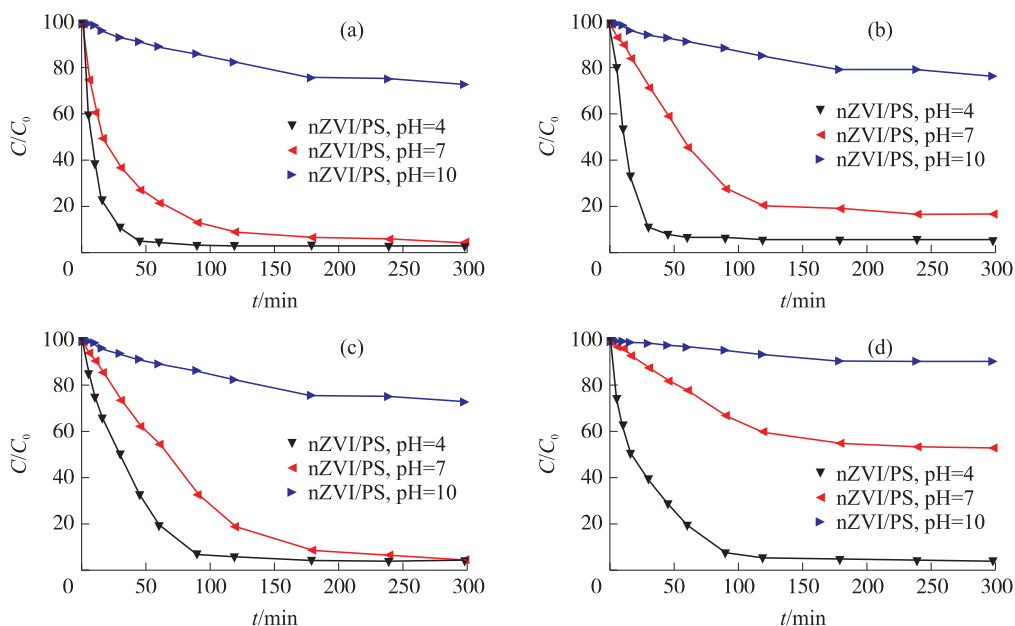 100
80
60
40
20
C/C₀
(a)
nZVI/PS, pH=4
nZVI/PS, pH=7
nZVI/PS, pH=10
0 50 100 150 200 250 300
t/min
100
80
60
40
20
C/C₀
(b)
nZVI/PS, pH=4
nZVI/PS, pH=7
nZVI/PS, pH=10
0 50 100 150 200 250 300
t/min
100
80
60
40
20
C/C₀
(c)
nZVI/PS, pH=4
nZVI/PS, pH=7
nZVI/PS, pH=10
0 50 100 150 200 250 300
t/min
100
80
60
40
20
C/C₀
(d)
nZVI/PS, pH=4
nZVI/PS, pH=7
nZVI/PS, pH=10
0 50 100 150 200 250 300
t/min